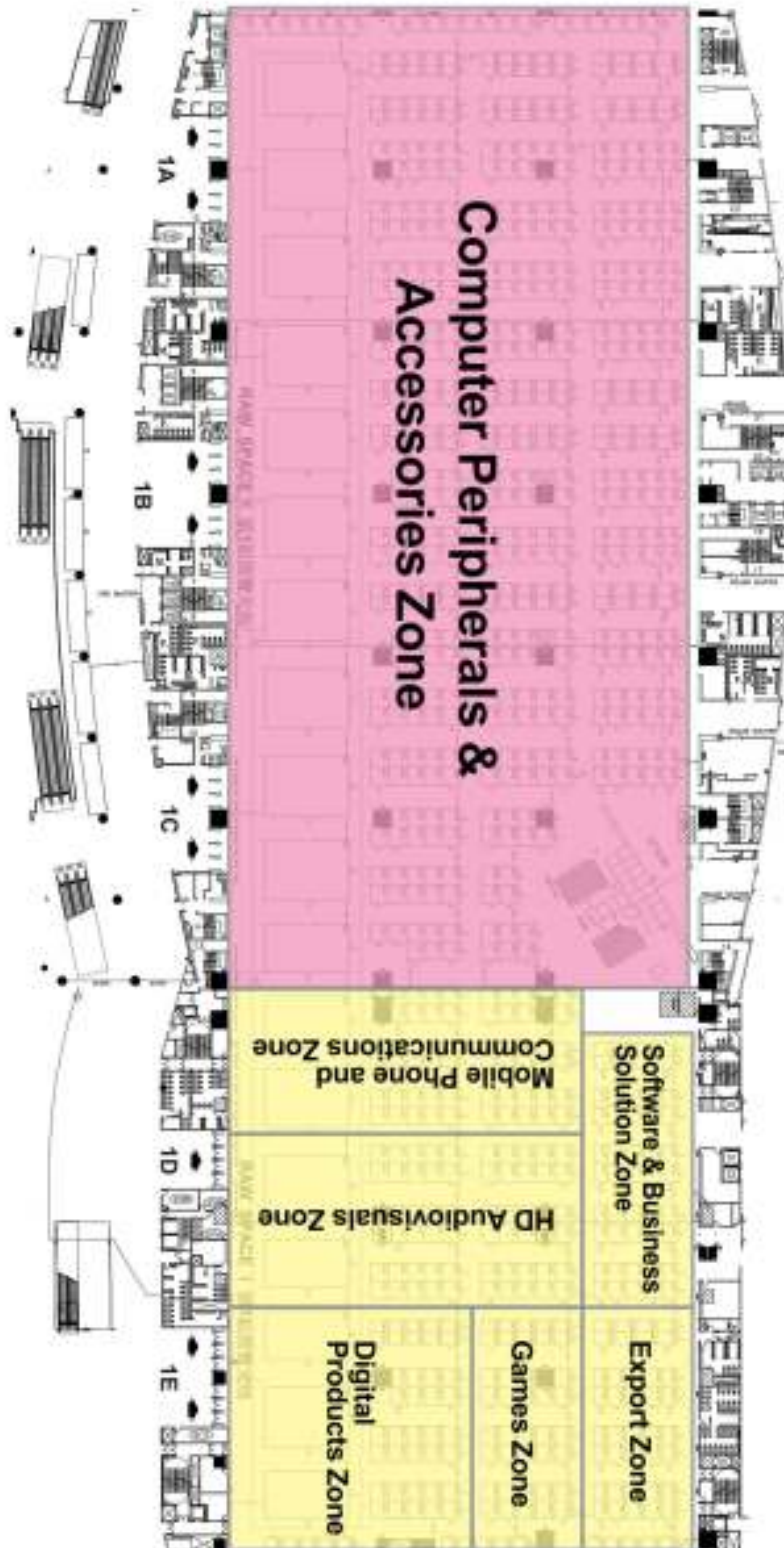 1A
1B
1C
1D
1E
Computer Peripherals &
Accessories Zone
Mobile Phone and
Communications Zone
HD Audiovisuals Zone
Software & Business
Solution Zone
Digital
Products Zone
Games Zone
Export Zone